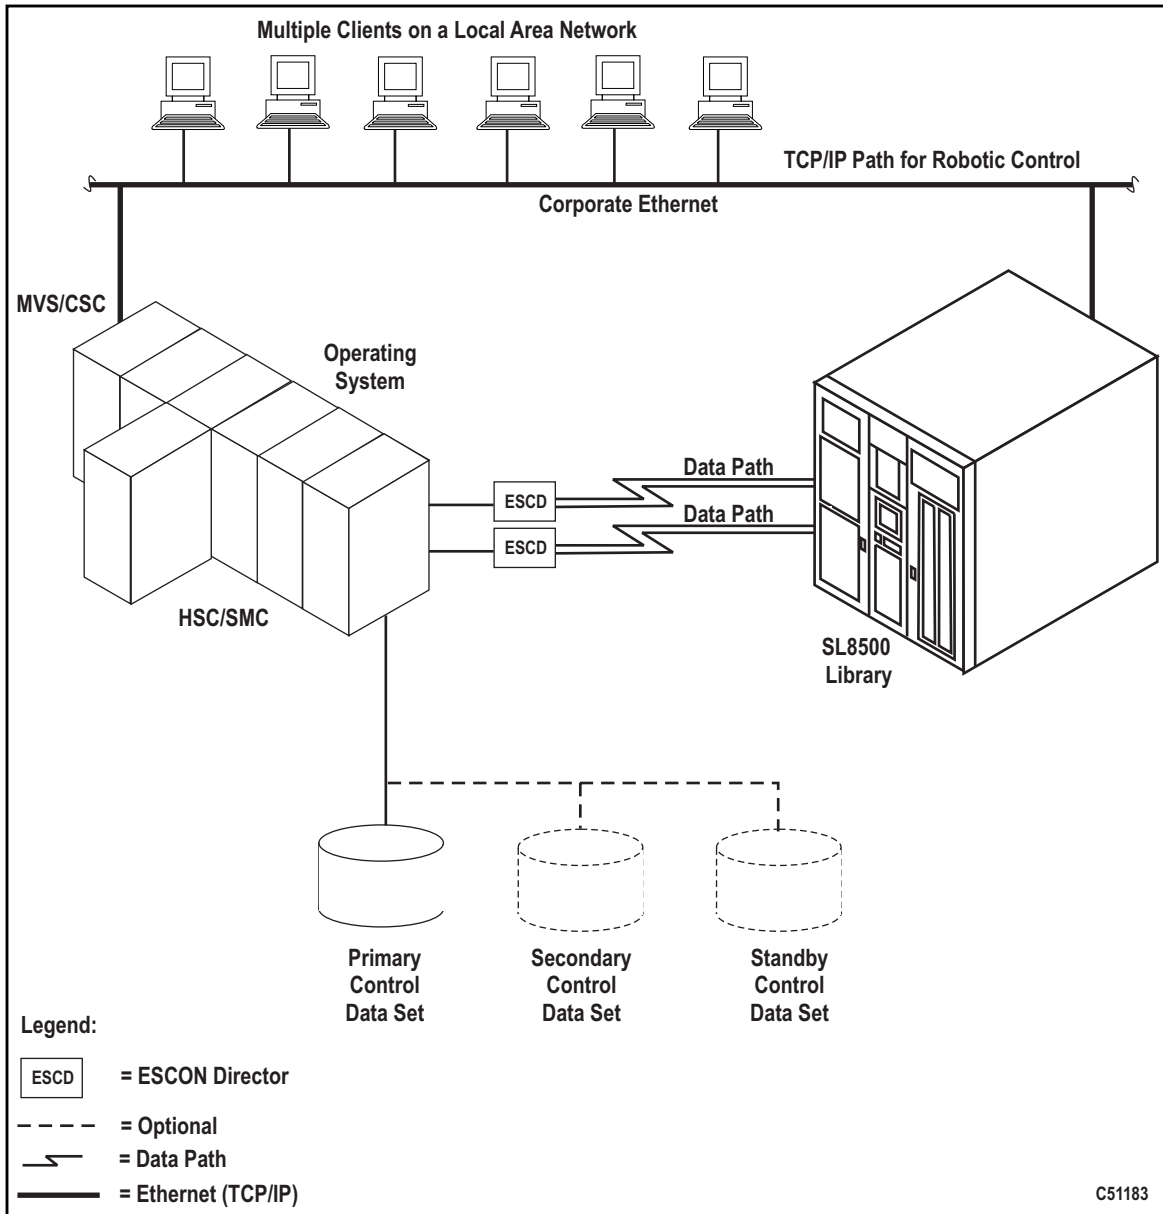 Multiple Clients on a Local Area Network
TCP/IP Path for Robotic Control
Corporate Ethernet
MVS/CSC
Operating
System
Data Path
ESCD
Data Path
ESCD
HSC/SMC
SL8500
Library
Primary
Control
Data Set
Secondary
Control
Data Set
Standby
Control
Data Set
Legend:
ESCD = ESCON Director
= Optional
= Data Path
= Ethernet (TCP/IP)
C51183